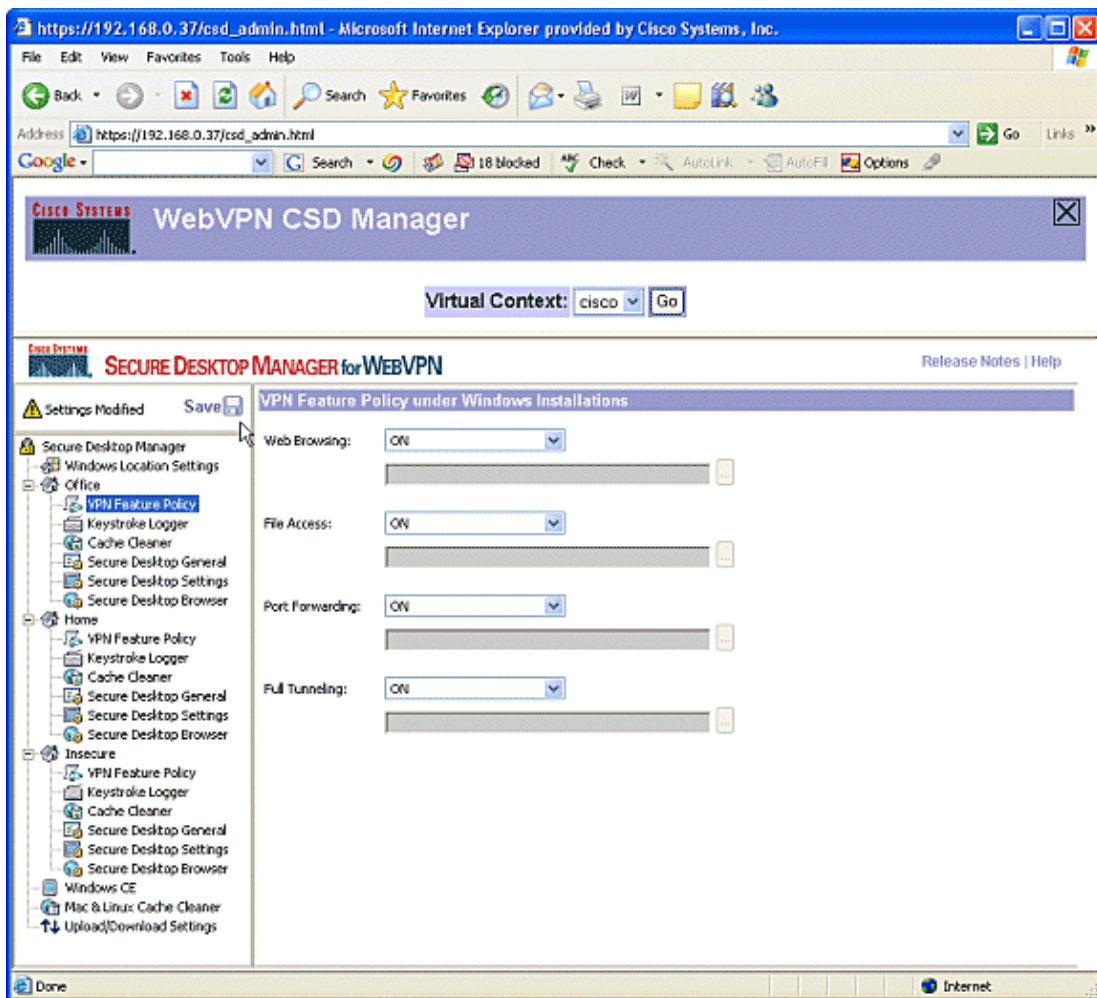 https://192.168.0.37/csd_admin.html - Microsoft Internet Explorer provided by Cisco Systems, Inc.
File Edit View Favorites Tools Help
Back Search Favorites
Address https://192.168.0.37/csd_admin.html Go Links »
Google Search 18 blocked Check AutoLink AutoFill Options
CISCO SYSTEMS
WebVPN CSD Manager
Virtual Context: cisco Go
CISCO SYSTEMS
SECURE DESKTOP MANAGER for WEBVPN
Release Notes | Help
Settings Modified Save
Secure Desktop Manager
Windows Location Settings
Office
VPN Feature Policy
Keystroke Logger
Cache Cleaner
Secure Desktop General
Secure Desktop Settings
Secure Desktop Browser
Home
VPN Feature Policy
Keystroke Logger
Cache Cleaner
Secure Desktop General
Secure Desktop Settings
Secure Desktop Browser
Insecure
VPN Feature Policy
Keystroke Logger
Cache Cleaner
Secure Desktop General
Secure Desktop Settings
Secure Desktop Browser
Windows CE
Mac & Linux Cache Cleaner
Upload/Download Settings
VPN Feature Policy under Windows Installations
Web Browsing: ON
...
File Access: ON
...
Port Forwarding: ON
...
Full Tunneling: ON
...
Done Internet